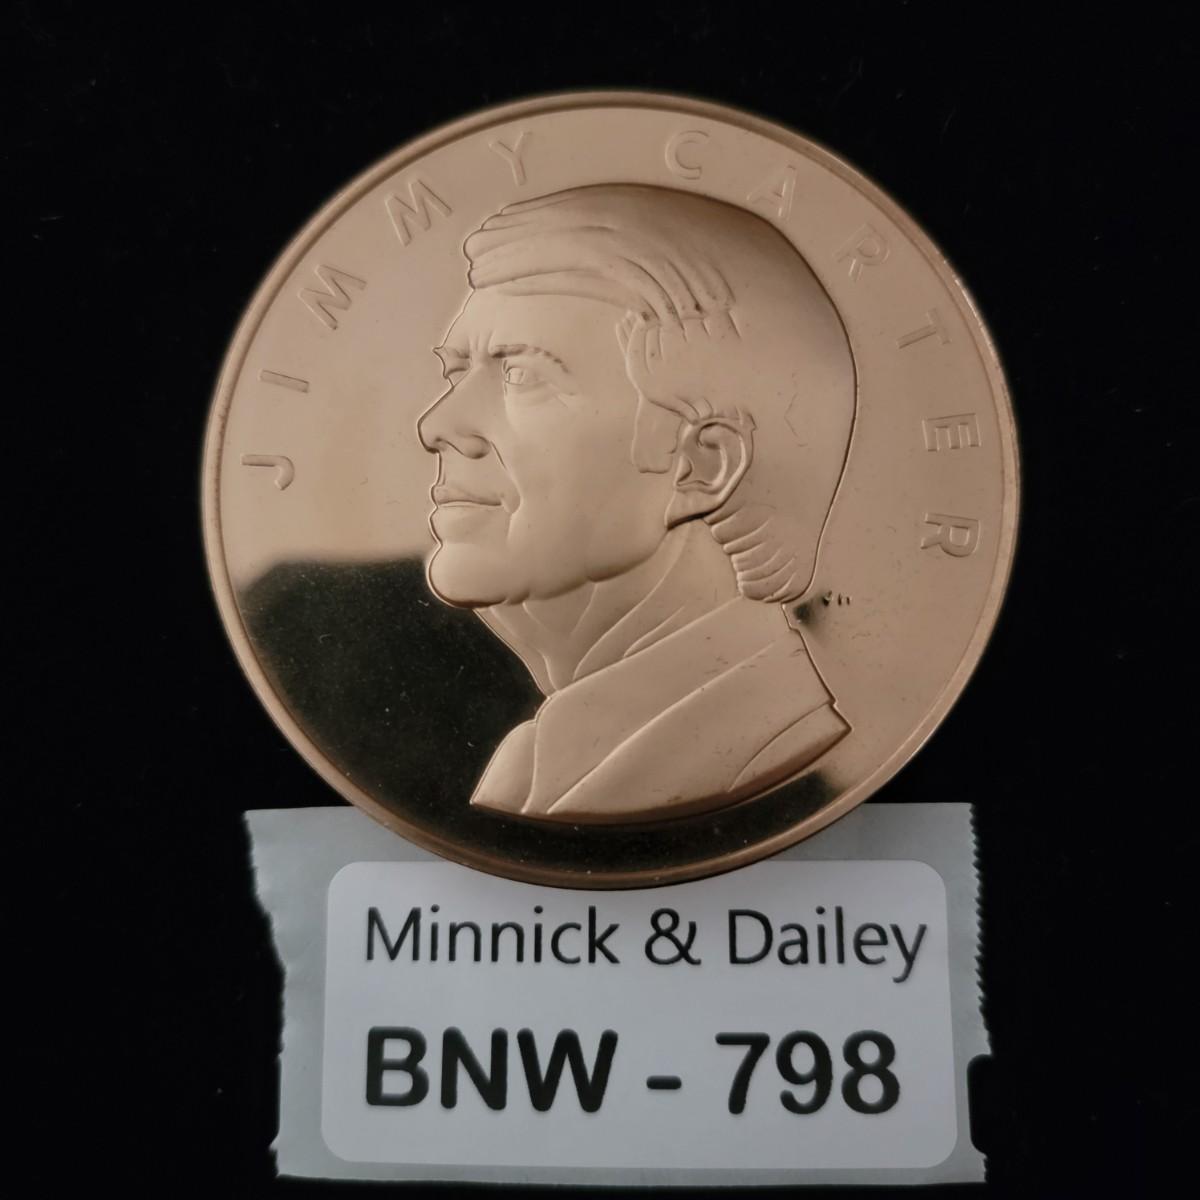 JIMMY CARTER
Minnick & Dailey
BNW - 798